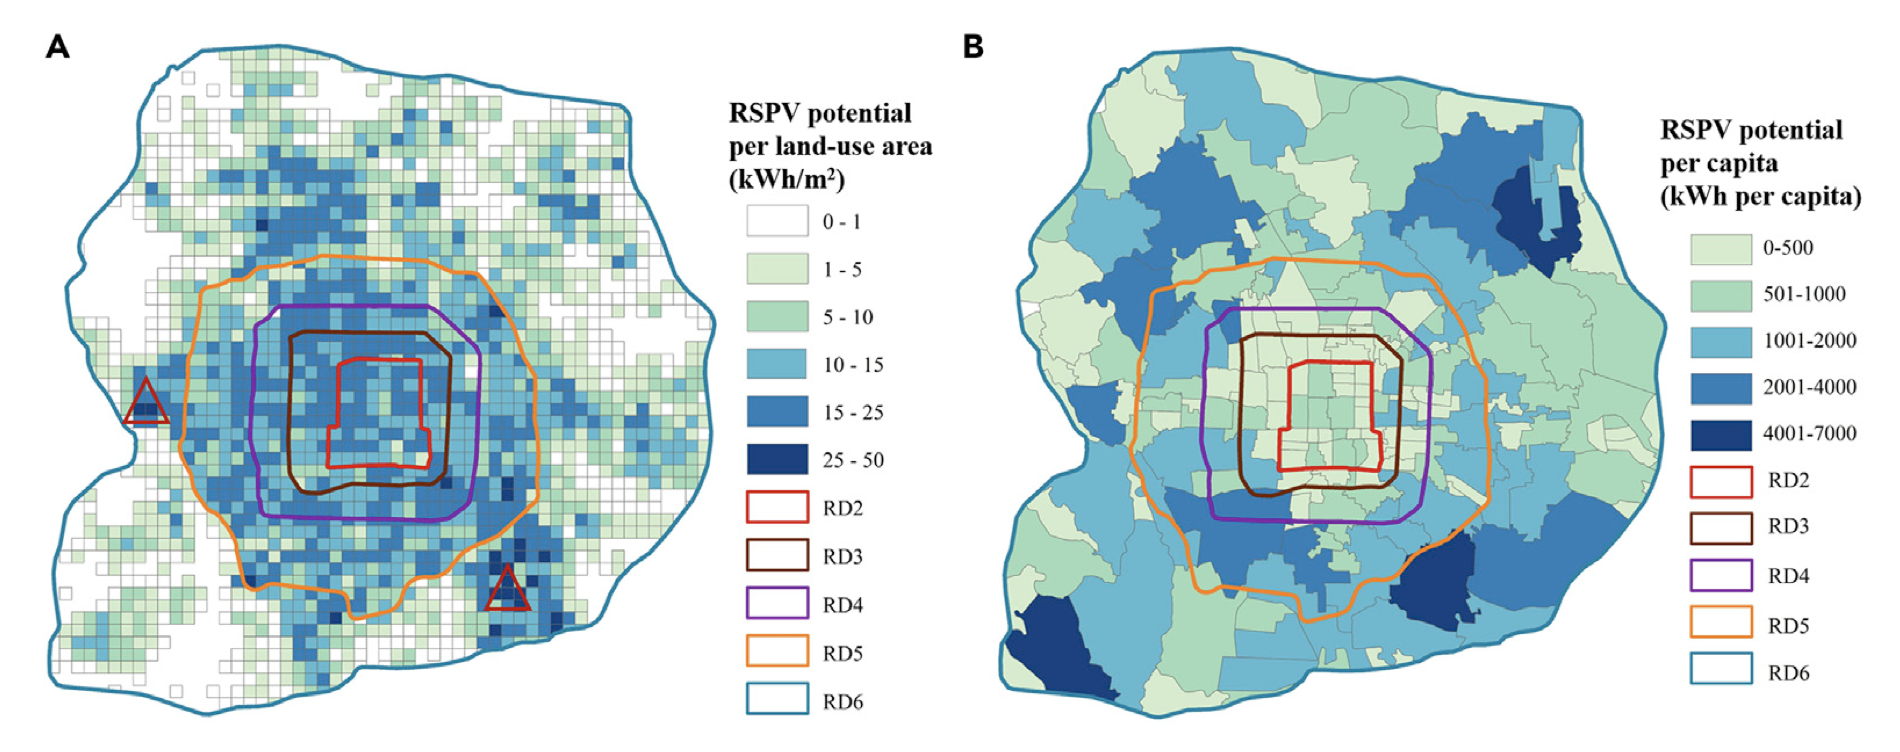 A
RSPV potential
per land-use area
(kWh/m²)
0 - 1
1 - 5
5 - 10
10 - 15
15 - 25
25 - 50
RD2
RD3
RD4
RD5
RD6
B
RSPV potential
per capita
(kWh per capita)
0-500
501-1000
1001-2000
2001-4000
4001-7000
RD2
RD3
RD4
RD5
RD6